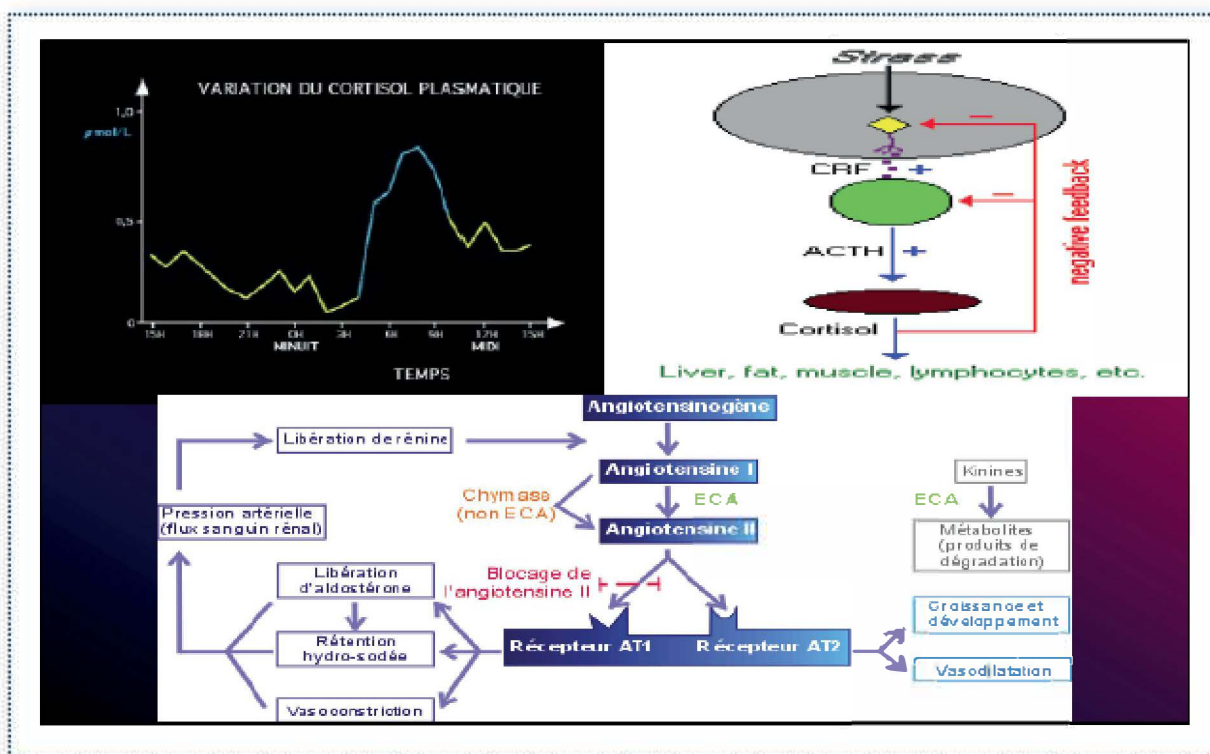 VARIATION DU CORTISOL PLASMATIQUE
1,0
µmol/L
0,5
0
15H 18H 21H 0H 3H 6H 9H 12H 15H
MINUIT MIDI
TEMPS
Stress
CRF +
ACTH +
Cortisol
negative feedback
Liver, fat, muscle, lymphocytes, etc.
Angiotensinogène
Libération de rénine
Angiotensine I
Kinines
Chymase
(non ECA)
ECA
ECA
Pression artérielle
(flux sanguin rénal)
Angiotensine II
Métabolites
(produits de
dégradation)
Libération
d'aldostérone
Blocage de
l'angiotensine II
Croissance et
développement
Rétention
hydro-sodée
Récepteur AT1
Récepteur AT2
Vasodilatation
Vasoconstriction